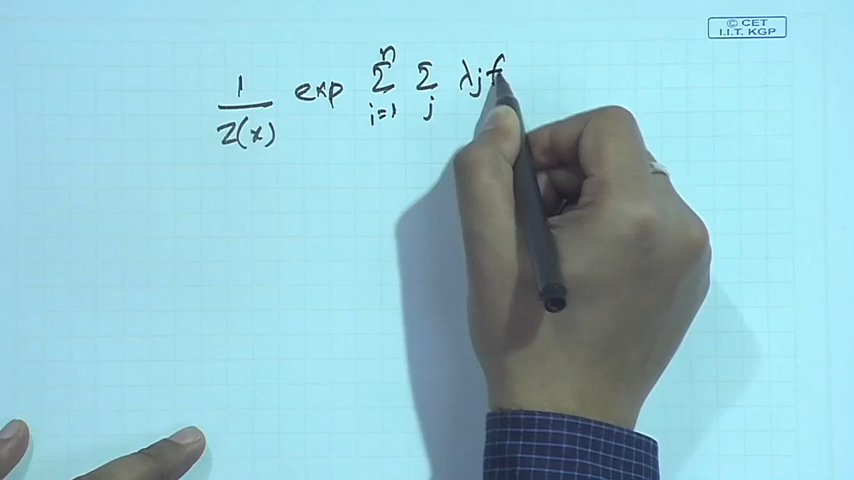 © CET
I.I.T. KGP
1/Z(x) exp Σ_{i=1}^{n} Σ_j λj f